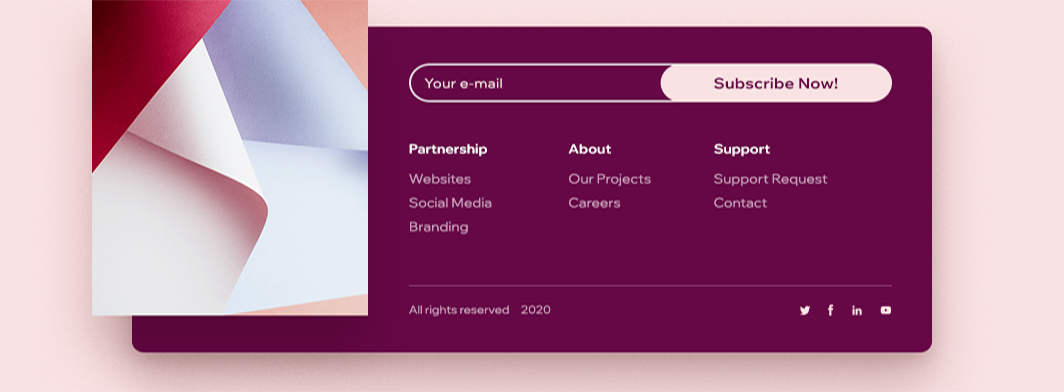 Your e-mail
Subscribe Now!
Partnership
Websites
Social Media
Branding
About
Our Projects
Careers
Support
Support Request
Contact
All rights reserved 2020